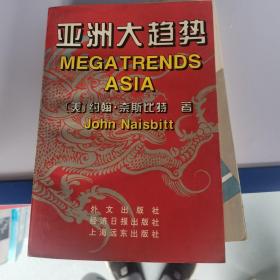 亚洲大趋势
MEGATRENDS
ASIA
〔美〕约翰·奈斯比特 著
John Naisbitt
外文出版社
经济日报出版社
上海远东出版社